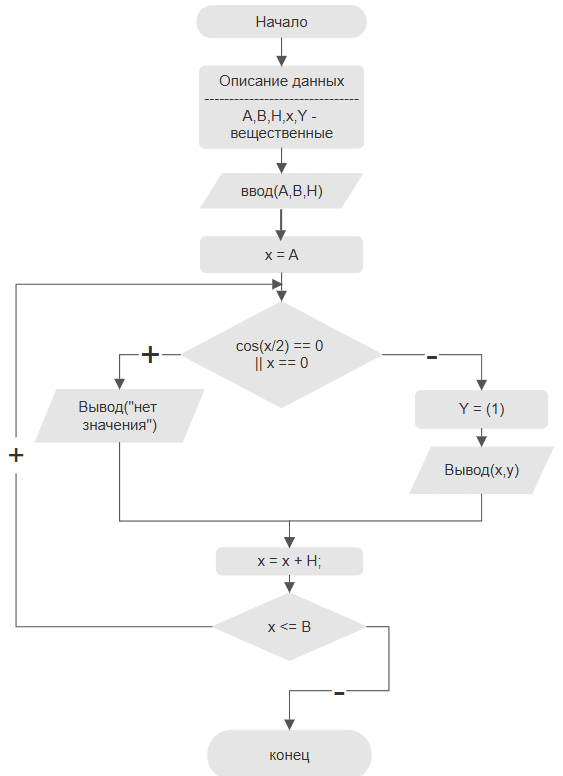 Начало
Описание данных
------------------------------
A,B,H,x,Y -
вещественные
ввод(A,B,H)
x = A
cos(x/2) == 0
|| x == 0
+
-
Вывод("нет
значения")
Y = (1)
Вывод(x,y)
+
x = x + H;
x <= B
-
конец